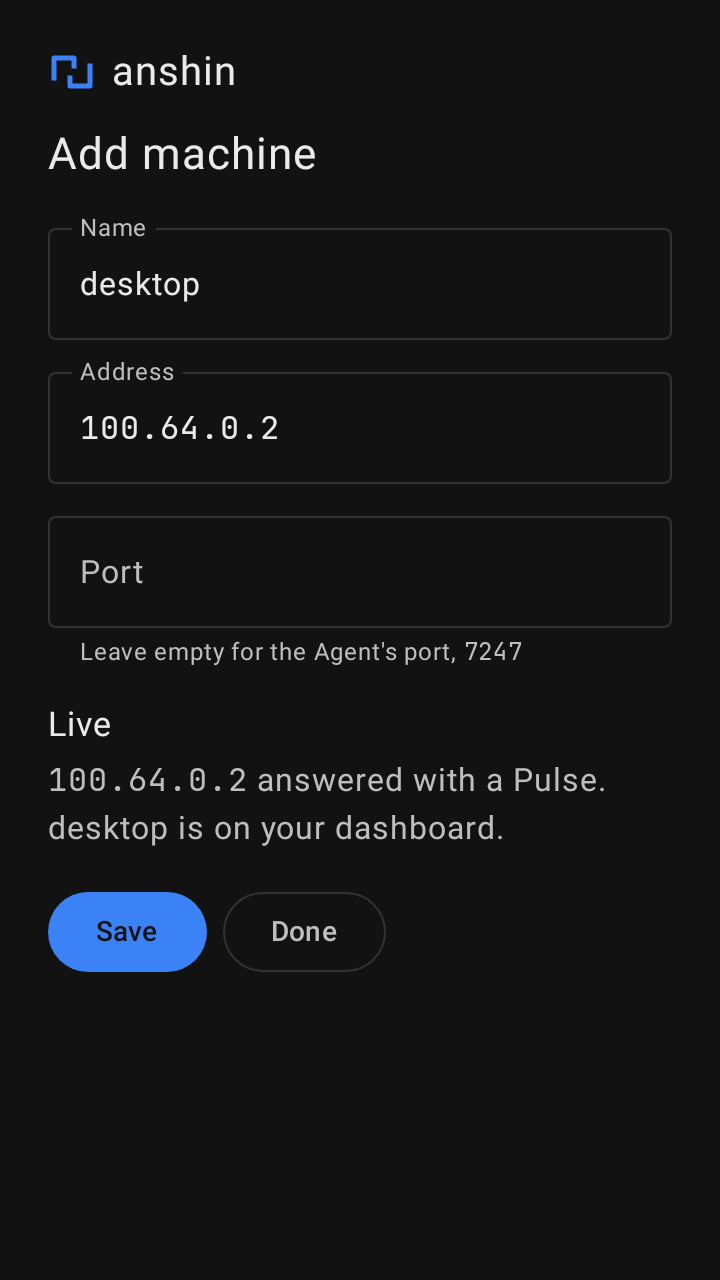 anshin
Add machine
Name
desktop
Address
100.64.0.2
Port
Leave empty for the Agent's port, 7247
Live
100.64.0.2 answered with a Pulse.
desktop is on your dashboard.
Save
Done